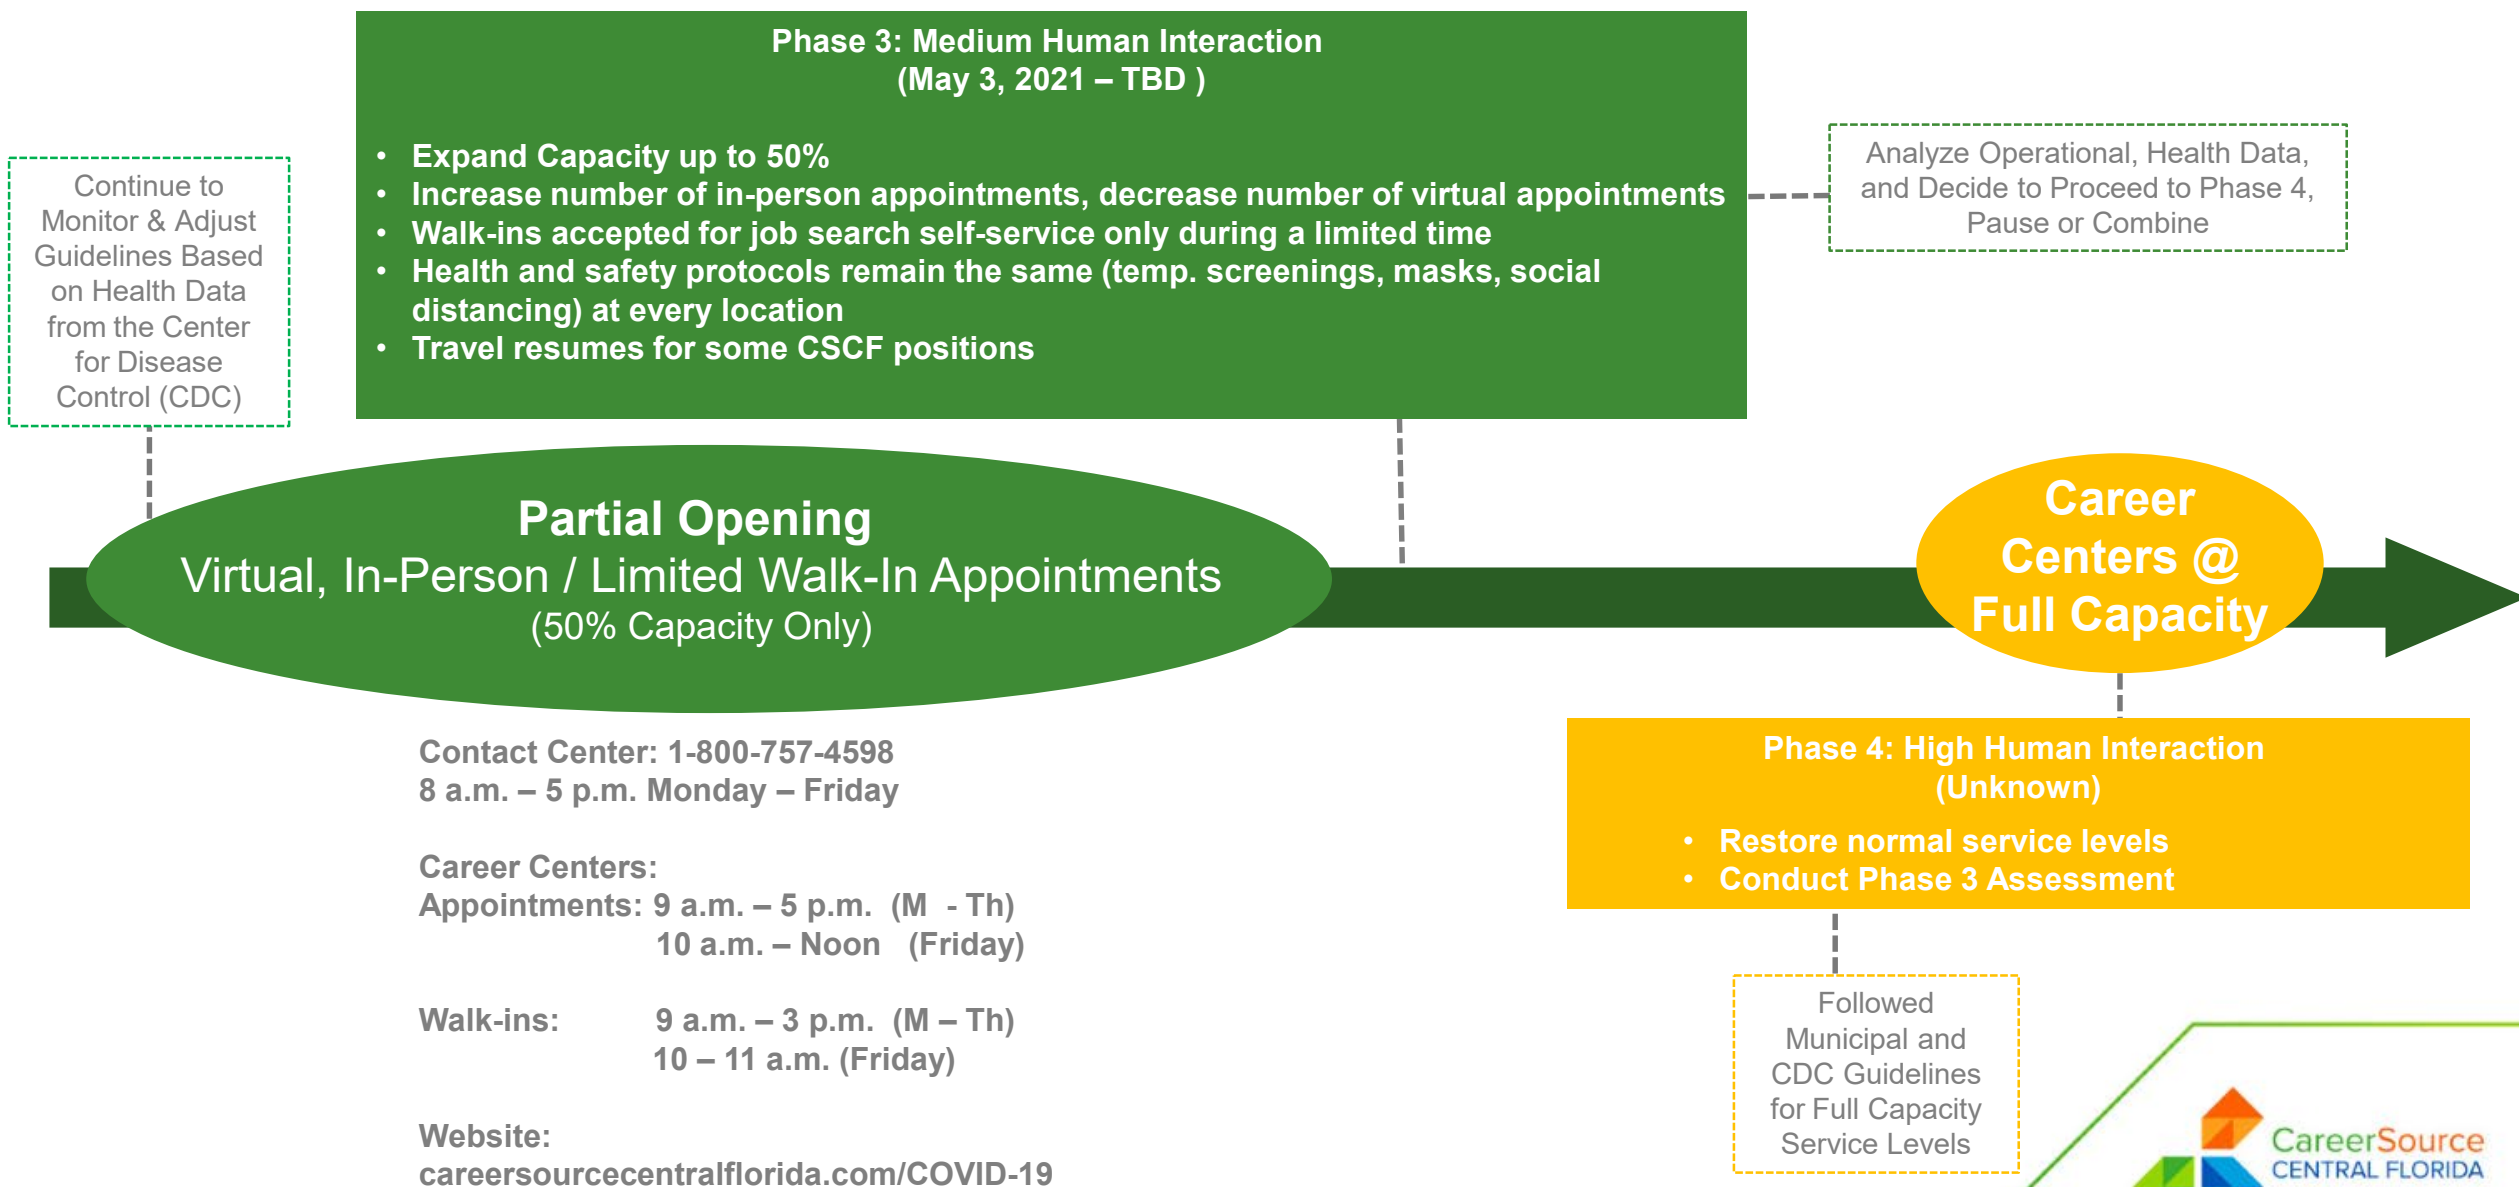 Phase 3: Medium Human Interaction
(May 3, 2021 – TBD )
• Expand Capacity up to 50%
• Increase number of in-person appointments, decrease number of virtual appointments
• Walk-ins accepted for job search self-service only during a limited time
• Health and safety protocols remain the same (temp. screenings, masks, social
distancing) at every location
• Travel resumes for some CSCF positions
Continue to
Monitor & Adjust
Guidelines Based
on Health Data
from the Center
for Disease
Control (CDC)
Analyze Operational, Health Data,
and Decide to Proceed to Phase 4,
Pause or Combine
Partial Opening
Virtual, In-Person / Limited Walk-In Appointments
(50% Capacity Only)
Career
Centers @
Full Capacity
Contact Center: 1-800-757-4598
8 a.m. – 5 p.m. Monday – Friday
Career Centers:
Appointments: 9 a.m. – 5 p.m. (M - Th)
10 a.m. – Noon (Friday)
Walk-ins: 9 a.m. – 3 p.m. (M – Th)
10 – 11 a.m. (Friday)
Website:
careersourcecentralflorida.com/COVID-19
Phase 4: High Human Interaction
(Unknown)
• Restore normal service levels
• Conduct Phase 3 Assessment
Followed
Municipal and
CDC Guidelines
for Full Capacity
Service Levels
CareerSource
CENTRAL FLORIDA